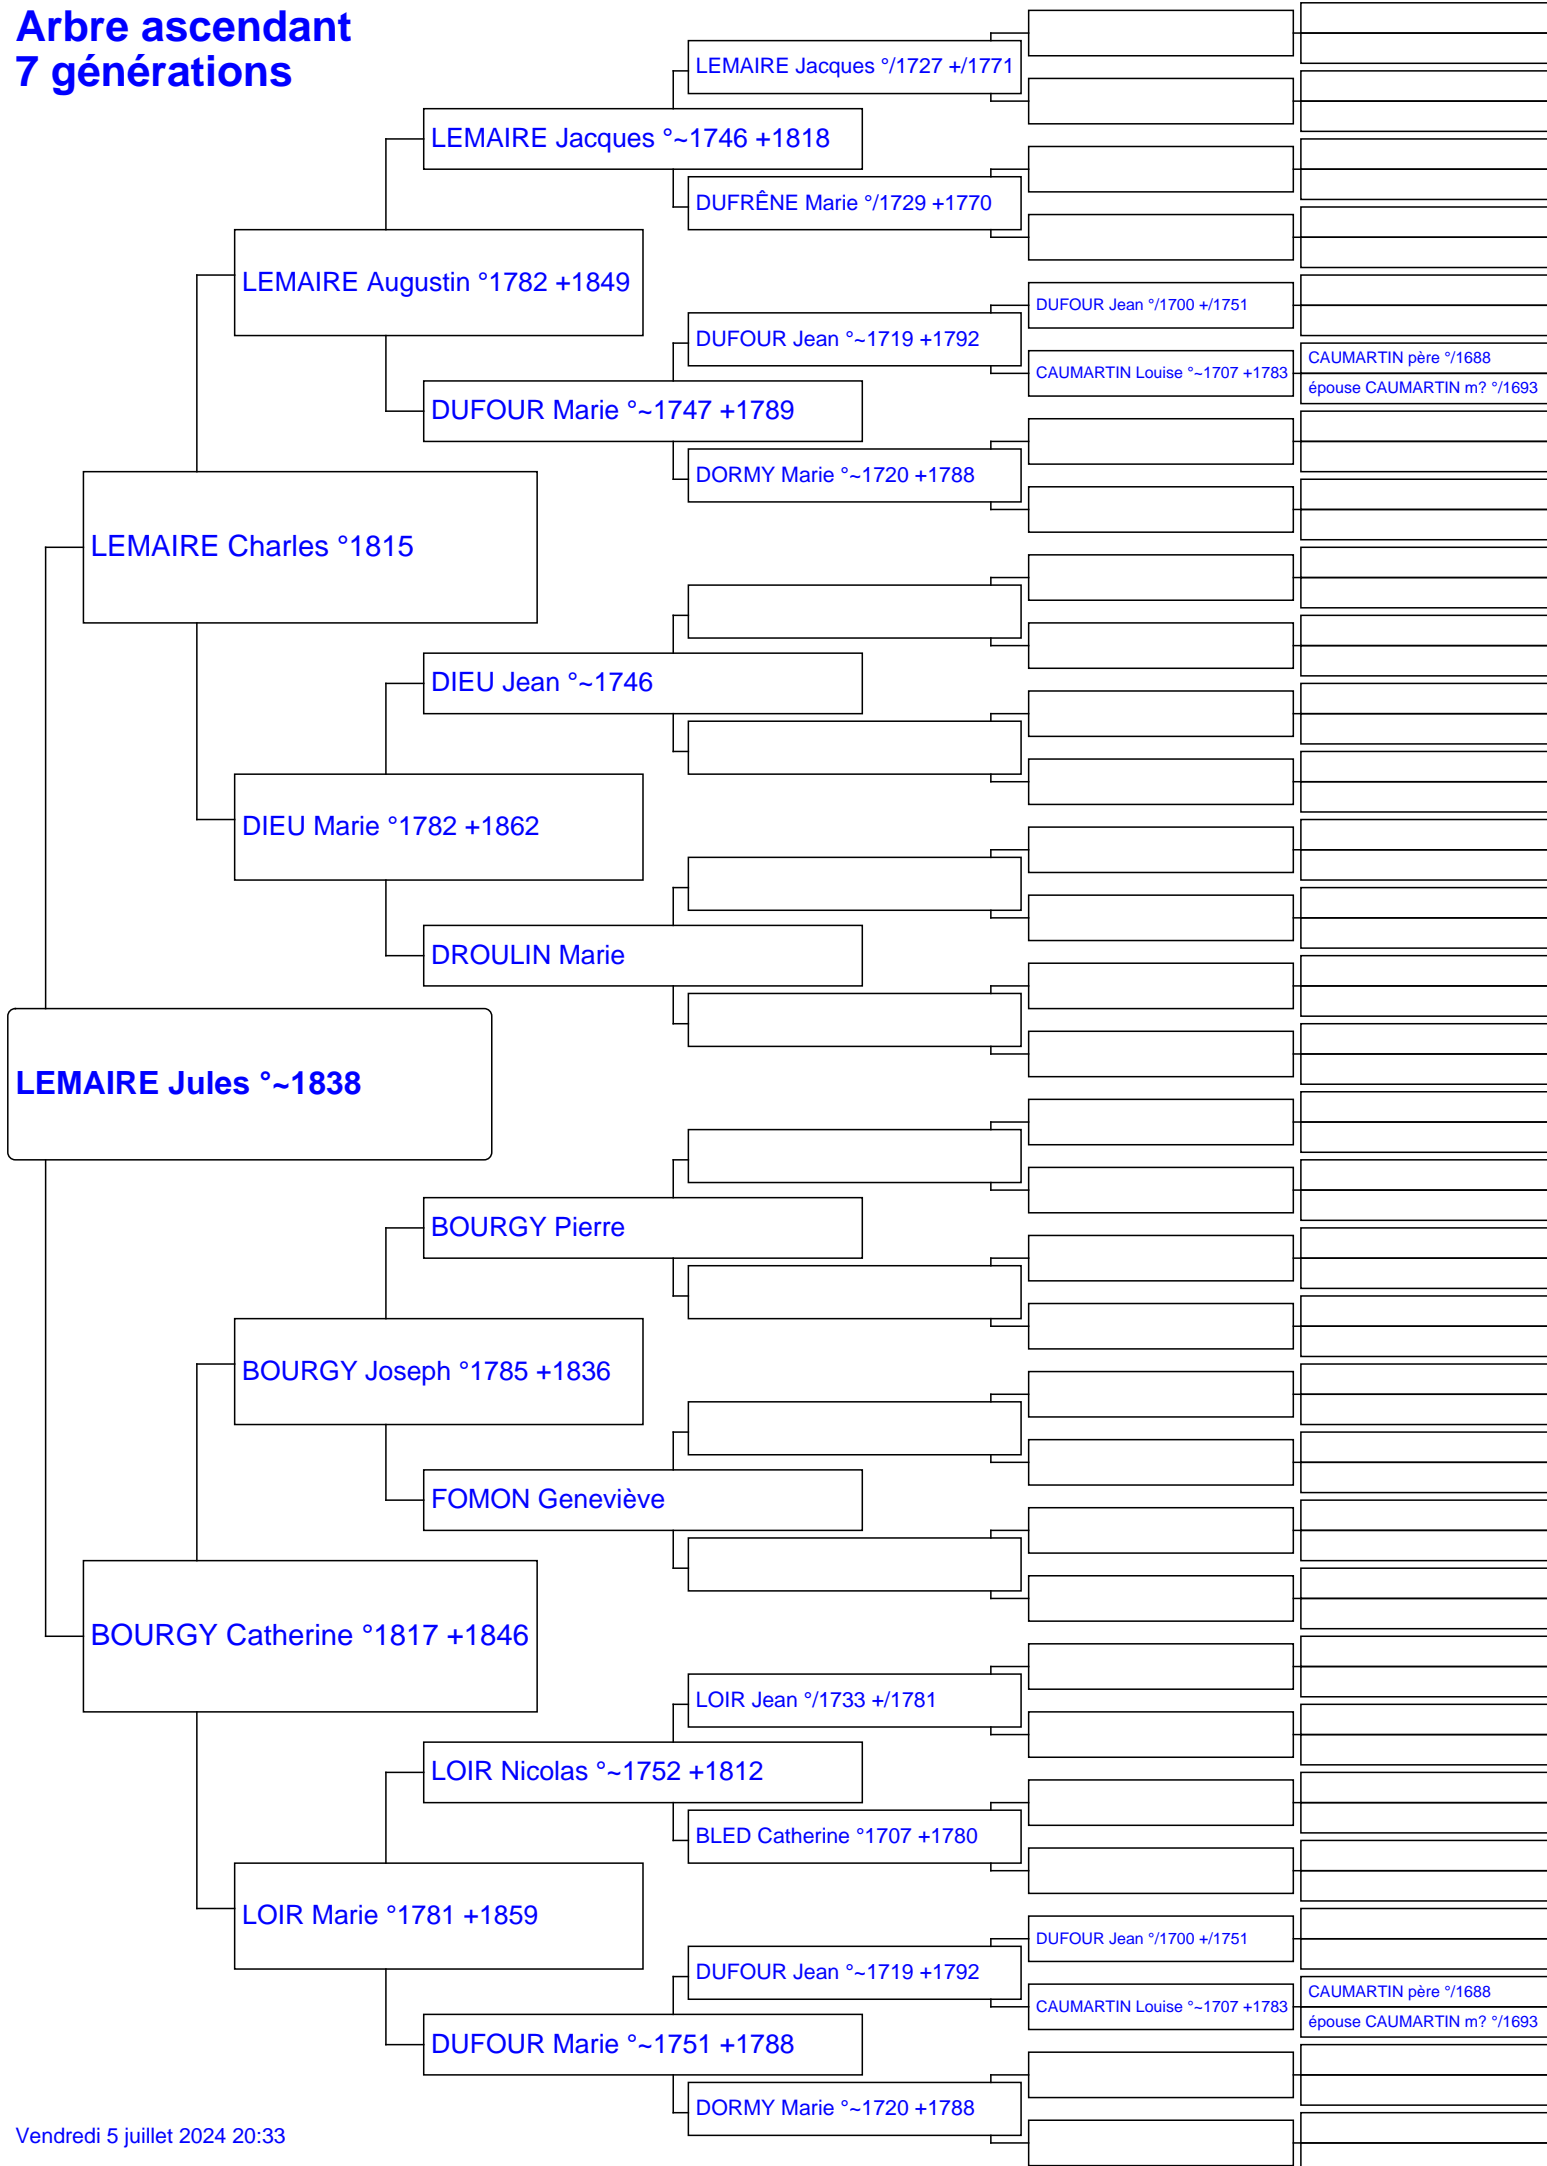 Arbre ascendant
7 générations
LEMAIRE Jacques °/1727 +/1771
LEMAIRE Jacques °~1746 +1818
DUFRÊNE Marie °/1729 +1770
LEMAIRE Augustin °1782 +1849
DUFOUR Jean °/1700 +/1751
DUFOUR Jean °~1719 +1792
CAUMARTIN père °/1688
CAUMARTIN Louise °~1707 +1783
épouse CAUMARTIN m? °/1693
DUFOUR Marie °~1747 +1789
DORMY Marie °~1720 +1788
LEMAIRE Charles °1815
DIEU Jean °~1746
DIEU Marie °1782 +1862
DROULIN Marie
LEMAIRE Jules °~1838
BOURGY Pierre
BOURGY Joseph °1785 +1836
FOMON Geneviève
BOURGY Catherine °1817 +1846
LOIR Jean °/1733 +/1781
LOIR Nicolas °~1752 +1812
BLED Catherine °1707 +1780
LOIR Marie °1781 +1859
DUFOUR Jean °/1700 +/1751
DUFOUR Jean °~1719 +1792
CAUMARTIN père °/1688
CAUMARTIN Louise °~1707 +1783
épouse CAUMARTIN m? °/1693
DUFOUR Marie °~1751 +1788
DORMY Marie °~1720 +1788
Vendredi 5 juillet 2024 20:33